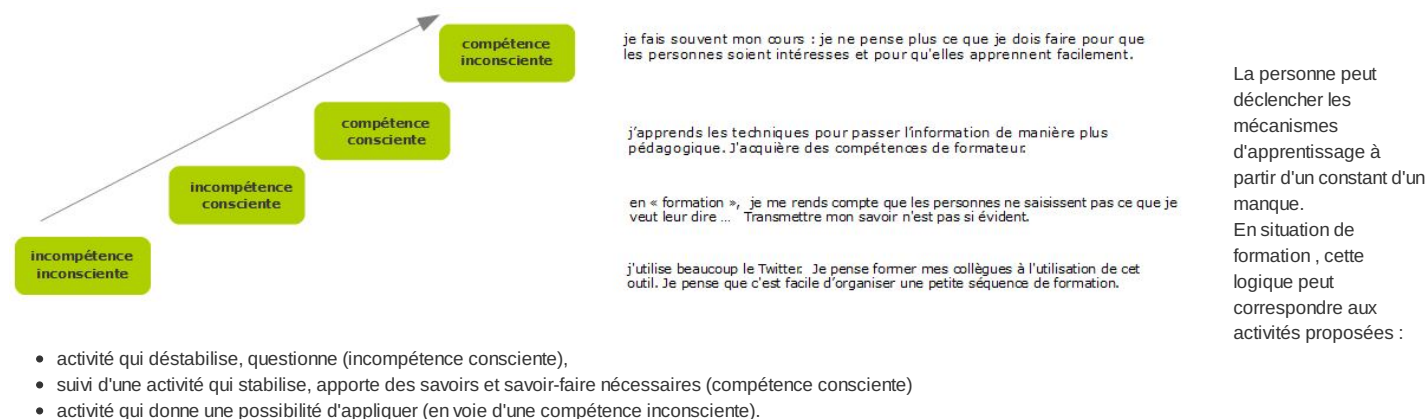 compétence
inconsciente
je fais souvent mon cours : je ne pense plus ce que je dois faire pour que
les personnes soient intéresses et pour qu'elles apprennent facilement.
compétence
consciente
j'apprends les techniques pour passer l'information de manière plus
pédagogique. J'acquière des compétences de formateur.
incompétence
consciente
en « formation », je me rends compte que les personnes ne saisissent pas ce que je
veut leur dire ... Transmettre mon savoir n'est pas si évident.
incompétence
inconsciente
j'utilise beaucoup le Twitter. Je pense former mes collègues à l'utilisation de cet
outil. Je pense que c'est facile d'organiser une petite séquence de formation.
La personne peut
déclencher les
mécanismes
d'apprentissage à
partir d'un constant d'un
manque.
En situation de
formation , cette
logique peut
correspondre aux
activités proposées :
• activité qui déstabilise, questionne (incompétence consciente),
• suivi d'une activité qui stabilise, apporte des savoirs et savoir-faire nécessaires (compétence consciente)
• activité qui donne une possibilité d'appliquer (en voie d'une compétence inconsciente).